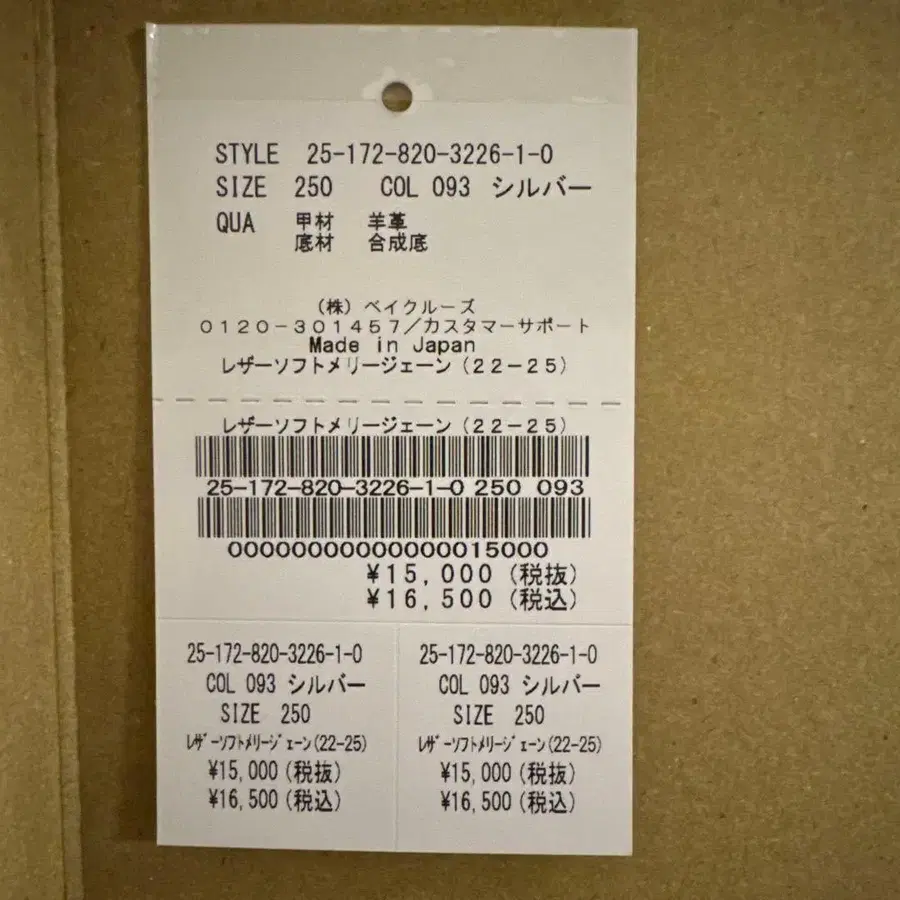 STYLE 25-172-820-3226-1-0
SIZE 250 COL 093 シルバー
QUA 甲材 羊革
底材 合成底
(株) ベイクルーズ
0120-301457/カスタマーサポート
Made in Japan
レザーソフトメリージェーン(22-25)
レザーソフトメリージェーン(22-25)
25-172-820-3226-1-0 250 093
00000000000000015000
¥15,000 (税抜)
¥16,500 (税込)
25-172-820-3226-1-0
COL 093 シルバー
SIZE 250
ﾚｻﾞｰｿﾌﾄﾒﾘｰｼﾞｪｰﾝ(22-25)
¥15,000 (税抜)
¥16,500 (税込)
25-172-820-3226-1-0
COL 093 シルバー
SIZE 250
ﾚｻﾞｰｿﾌﾄﾒﾘｰｼﾞｪｰﾝ(22-25)
¥15,000 (税抜)
¥16,500 (税込)